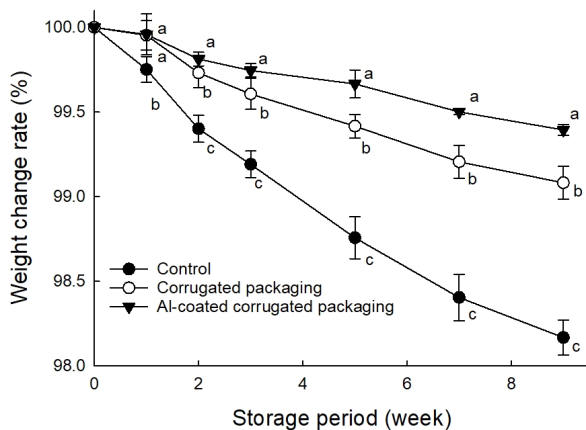 Weight change rate (%)
100.0
99.5
99.0
98.5
98.0
a
a
b
a
b
c
a
b
c
a
b
c
a
b
c
a
b
c
Control
Corrugated packaging
Al-coated corrugated packaging
0
2
4
6
8
Storage period (week)